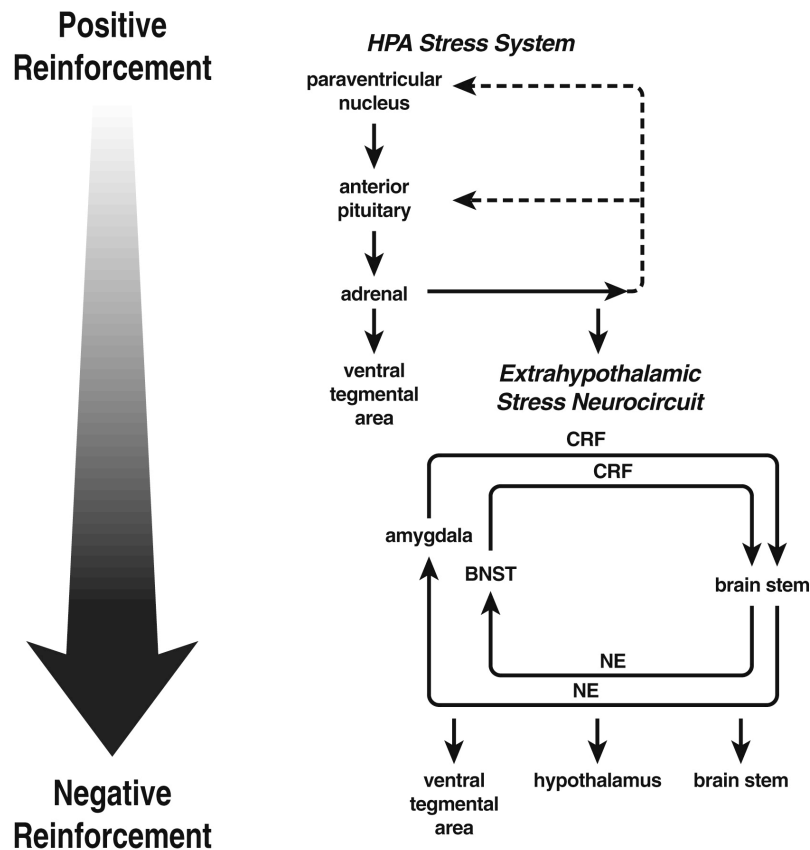 Positive
Reinforcement
HPA Stress System
paraventricular
nucleus
anterior
pituitary
adrenal
ventral
tegmental
area
Extrahypothalamic
Stress Neurocircuit
CRF
CRF
amygdala
BNST
brain stem
NE
NE
ventral
tegmental
area
hypothalamus
brain stem
Negative
Reinforcement